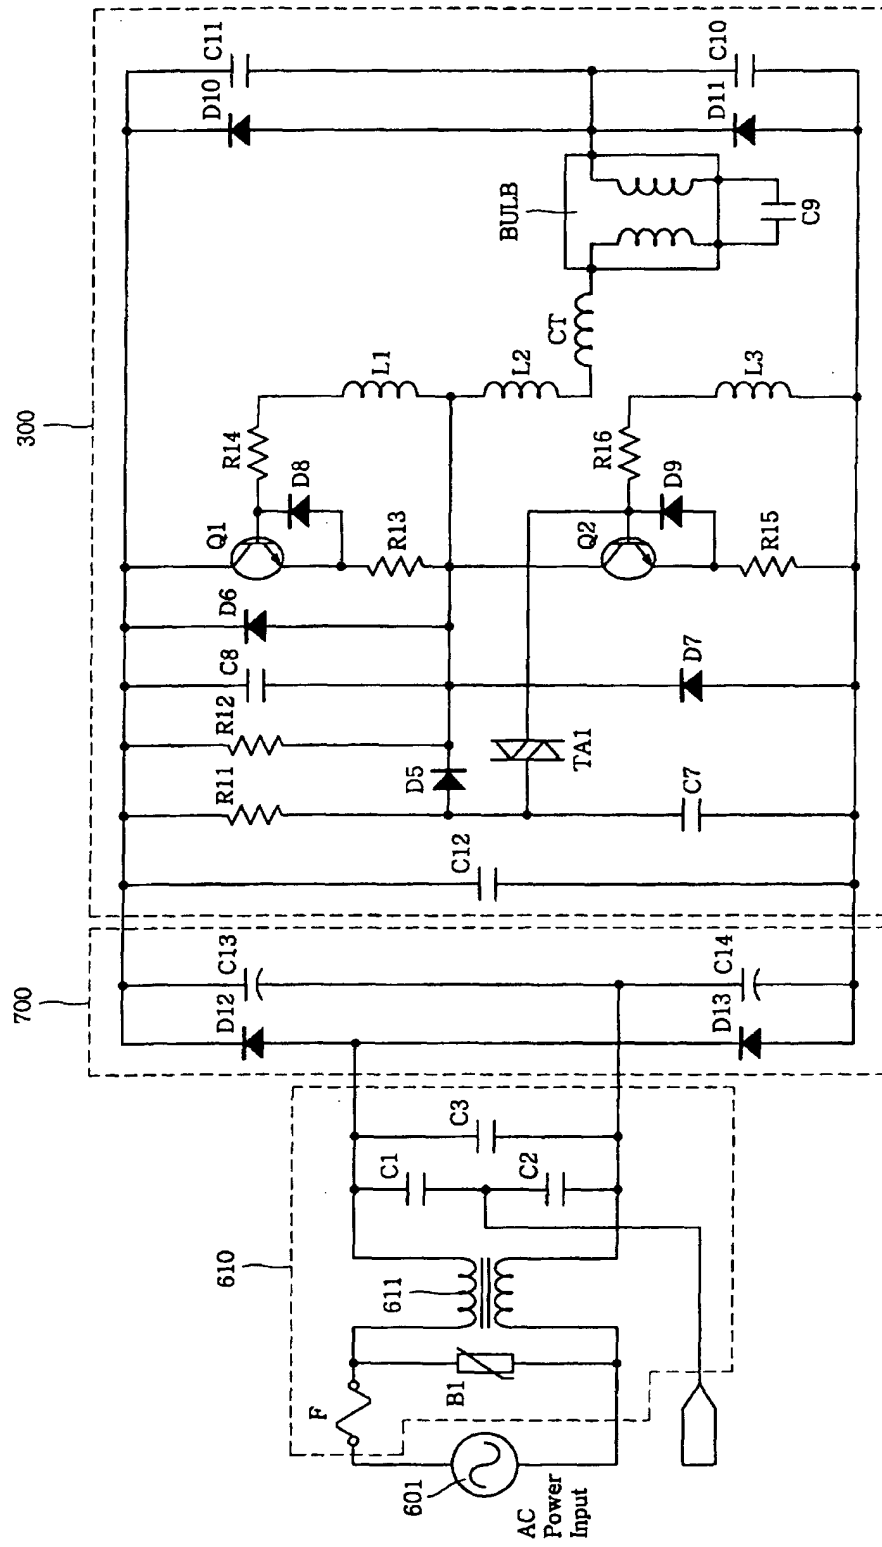 AC
Power
Input
601
F
B1
610
611
C1
C2
C3
700
D12
C13
D13
C14
300
C12
R11
R12
C8
D6
D5
TA1
C7
D7
Q1
D8
R13
R14
L1
L2
Q2
D9
R15
R16
L3
CT
BULB
C9
D10
C11
D11
C10